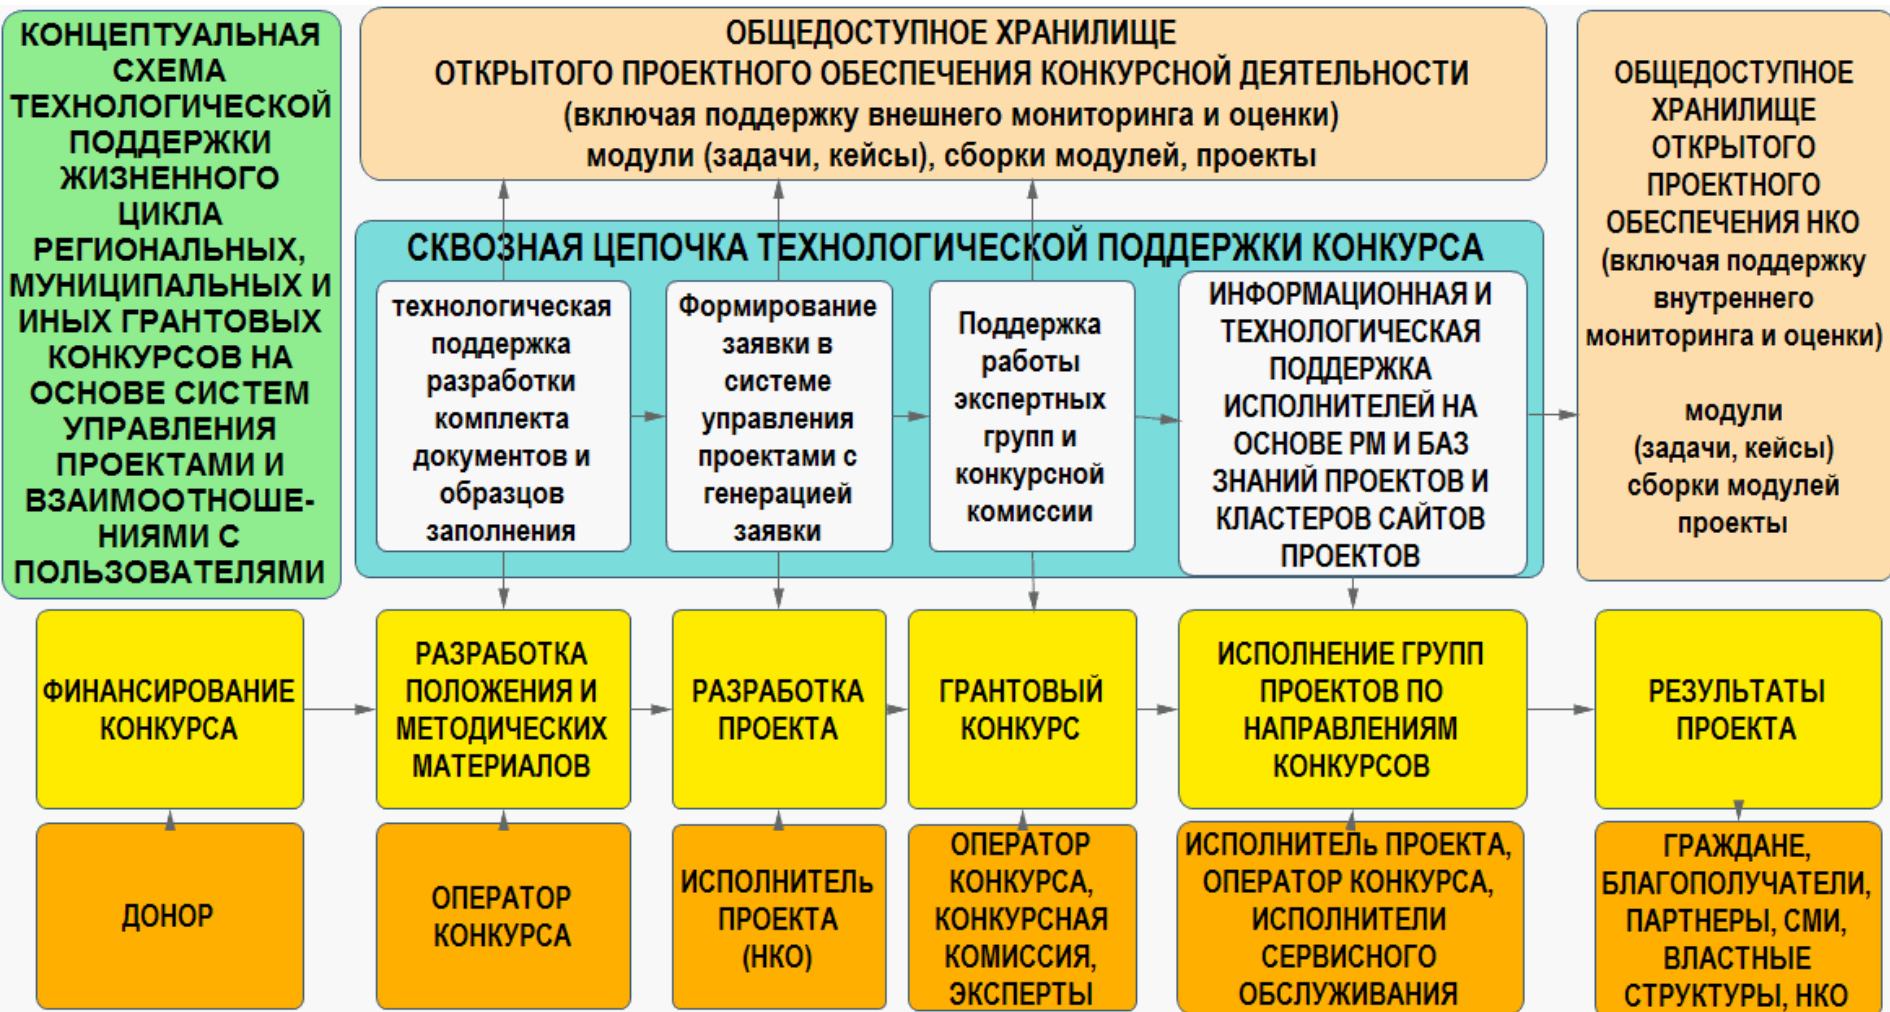 КОНЦЕПТУАЛЬНАЯ
СХЕМА
ТЕХНОЛОГИЧЕСКОЙ
ПОДДЕРЖКИ
ЖИЗНЕННОГО
ЦИКЛА
РЕГИОНАЛЬНЫХ,
МУНИЦИПАЛЬНЫХ И
ИНЫХ ГРАНТОВЫХ
КОНКУРСОВ НА
ОСНОВЕ СИСТЕМ
УПРАВЛЕНИЯ
ПРОЕКТАМИ И
ВЗАИМООТНОШЕ-
НИЯМИ С
ПОЛЬЗОВАТЕЛЯМИ
ОБЩЕДОСТУПНОЕ ХРАНИЛИЩЕ
ОТКРЫТОГО ПРОЕКТНОГО ОБЕСПЕЧЕНИЯ КОНКУРСНОЙ ДЕЯТЕЛЬНОСТИ
(включая поддержку внешнего мониторинга и оценки)
модули (задачи, кейсы), сборки модулей, проекты
ОБЩЕДОСТУПНОЕ
ХРАНИЛИЩЕ
ОТКРЫТОГО
ПРОЕКТНОГО
ОБЕСПЕЧЕНИЯ НКО
(включая поддержку
внутреннего
мониторинга и оценки)
модули
(задачи, кейсы)
сборки модулей
проекты
СКВОЗНАЯ ЦЕПОЧКА ТЕХНОЛОГИЧЕСКОЙ ПОДДЕРЖКИ КОНКУРСА
технологическая
поддержка
разработки
комплекта
документов и
образцов
заполнения
Формирование
заявки в
системе
управления
проектами с
генерацией
заявки
Поддержка
работы
экспертных
групп и
конкурсной
комиссии
ИНФОРМАЦИОННАЯ И
ТЕХНОЛОГИЧЕСКАЯ
ПОДДЕРЖКА
ИСПОЛНИТЕЛЕЙ НА
ОСНОВЕ РМ И БАЗ
ЗНАНИЙ ПРОЕКТОВ И
КЛАСТЕРОВ САЙТОВ
ПРОЕКТОВ
ФИНАНСИРОВАНИЕ
КОНКУРСА
РАЗРАБОТКА
ПОЛОЖЕНИЯ И
МЕТОДИЧЕСКИХ
МАТЕРИАЛОВ
РАЗРАБОТКА
ПРОЕКТА
ГРАНТОВЫЙ
КОНКУРС
ИСПОЛНЕНИЕ ГРУПП
ПРОЕКТОВ ПО
НАПРАВЛЕНИЯМ
КОНКУРСОВ
РЕЗУЛЬТАТЫ
ПРОЕКТА
ДОНОР
ОПЕРАТОР
КОНКУРСА
ИСПОЛНИТЕЛЬ
ПРОЕКТА
(НКО)
ОПЕРАТОР
КОНКУРСА,
КОНКУРСНАЯ
КОМИССИЯ,
ЭКСПЕРТЫ
ИСПОЛНИТЕЛЬ ПРОЕКТА,
ОПЕРАТОР КОНКУРСА,
ИСПОЛНИТЕЛИ
СЕРВИСНОГО
ОБСЛУЖИВАНИЯ
ГРАЖДАНЕ,
БЛАГОПОЛУЧАТЕЛИ,
ПАРТНЕРЫ, СМИ,
ВЛАСТНЫЕ
СТРУКТУРЫ, НКО